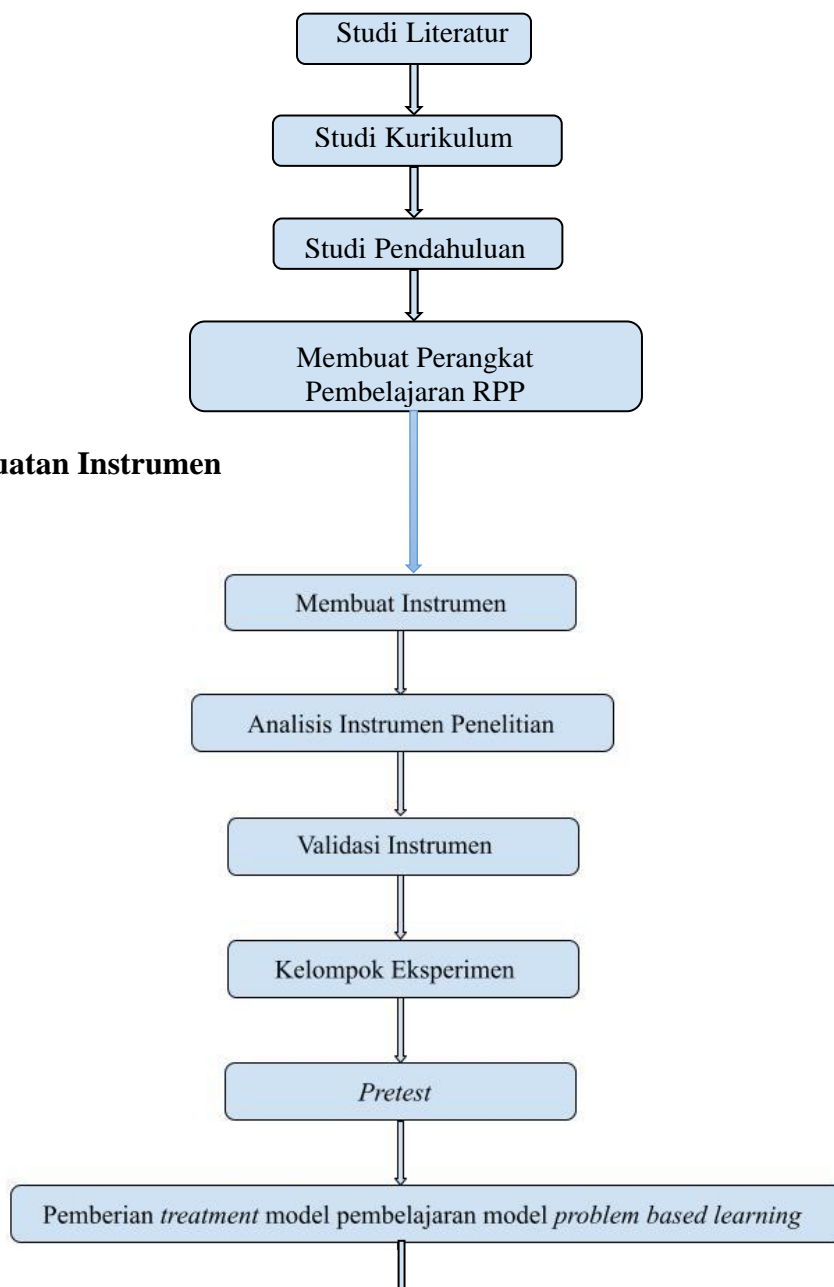 Studi Literatur
Studi Kurikulum
Studi Pendahuluan
Membuat Perangkat
Pembelajaran RPP
uatan Instrumen
Membuat Instrumen
Analisis Instrumen Penelitian
Validasi Instrumen
Kelompok Eksperimen
Pretest
Pemberian treatment model pembelajaran model problem based learning